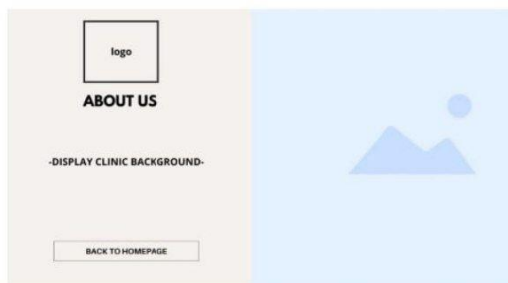 logo
ABOUT US
-DISPLAY CLINIC BACKGROUND-
BACK TO HOMEPAGE